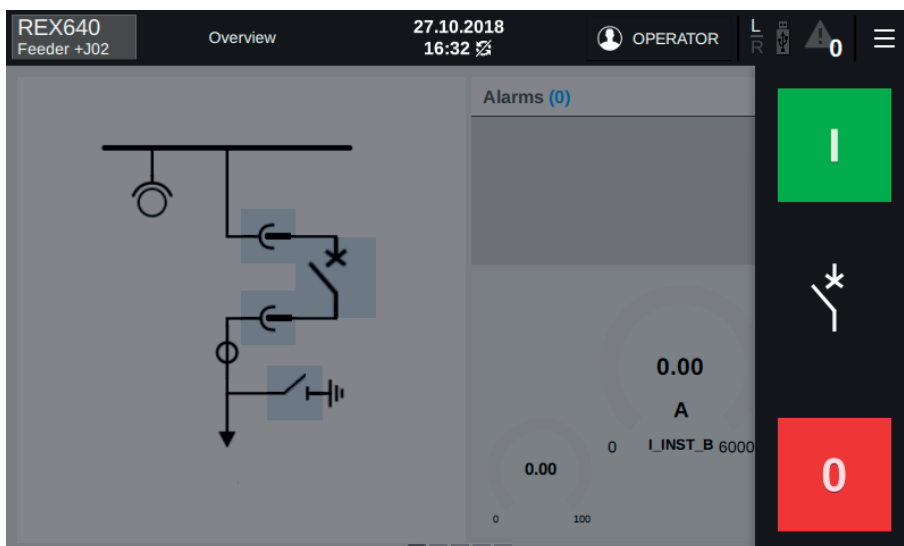 REX640
Feeder +J02
Overview
27.10.2018
16:32
OPERATOR
L
R
0
Alarms (0)
I
0.00
A
0 I_INST_B 6000
0.00
0 100
0